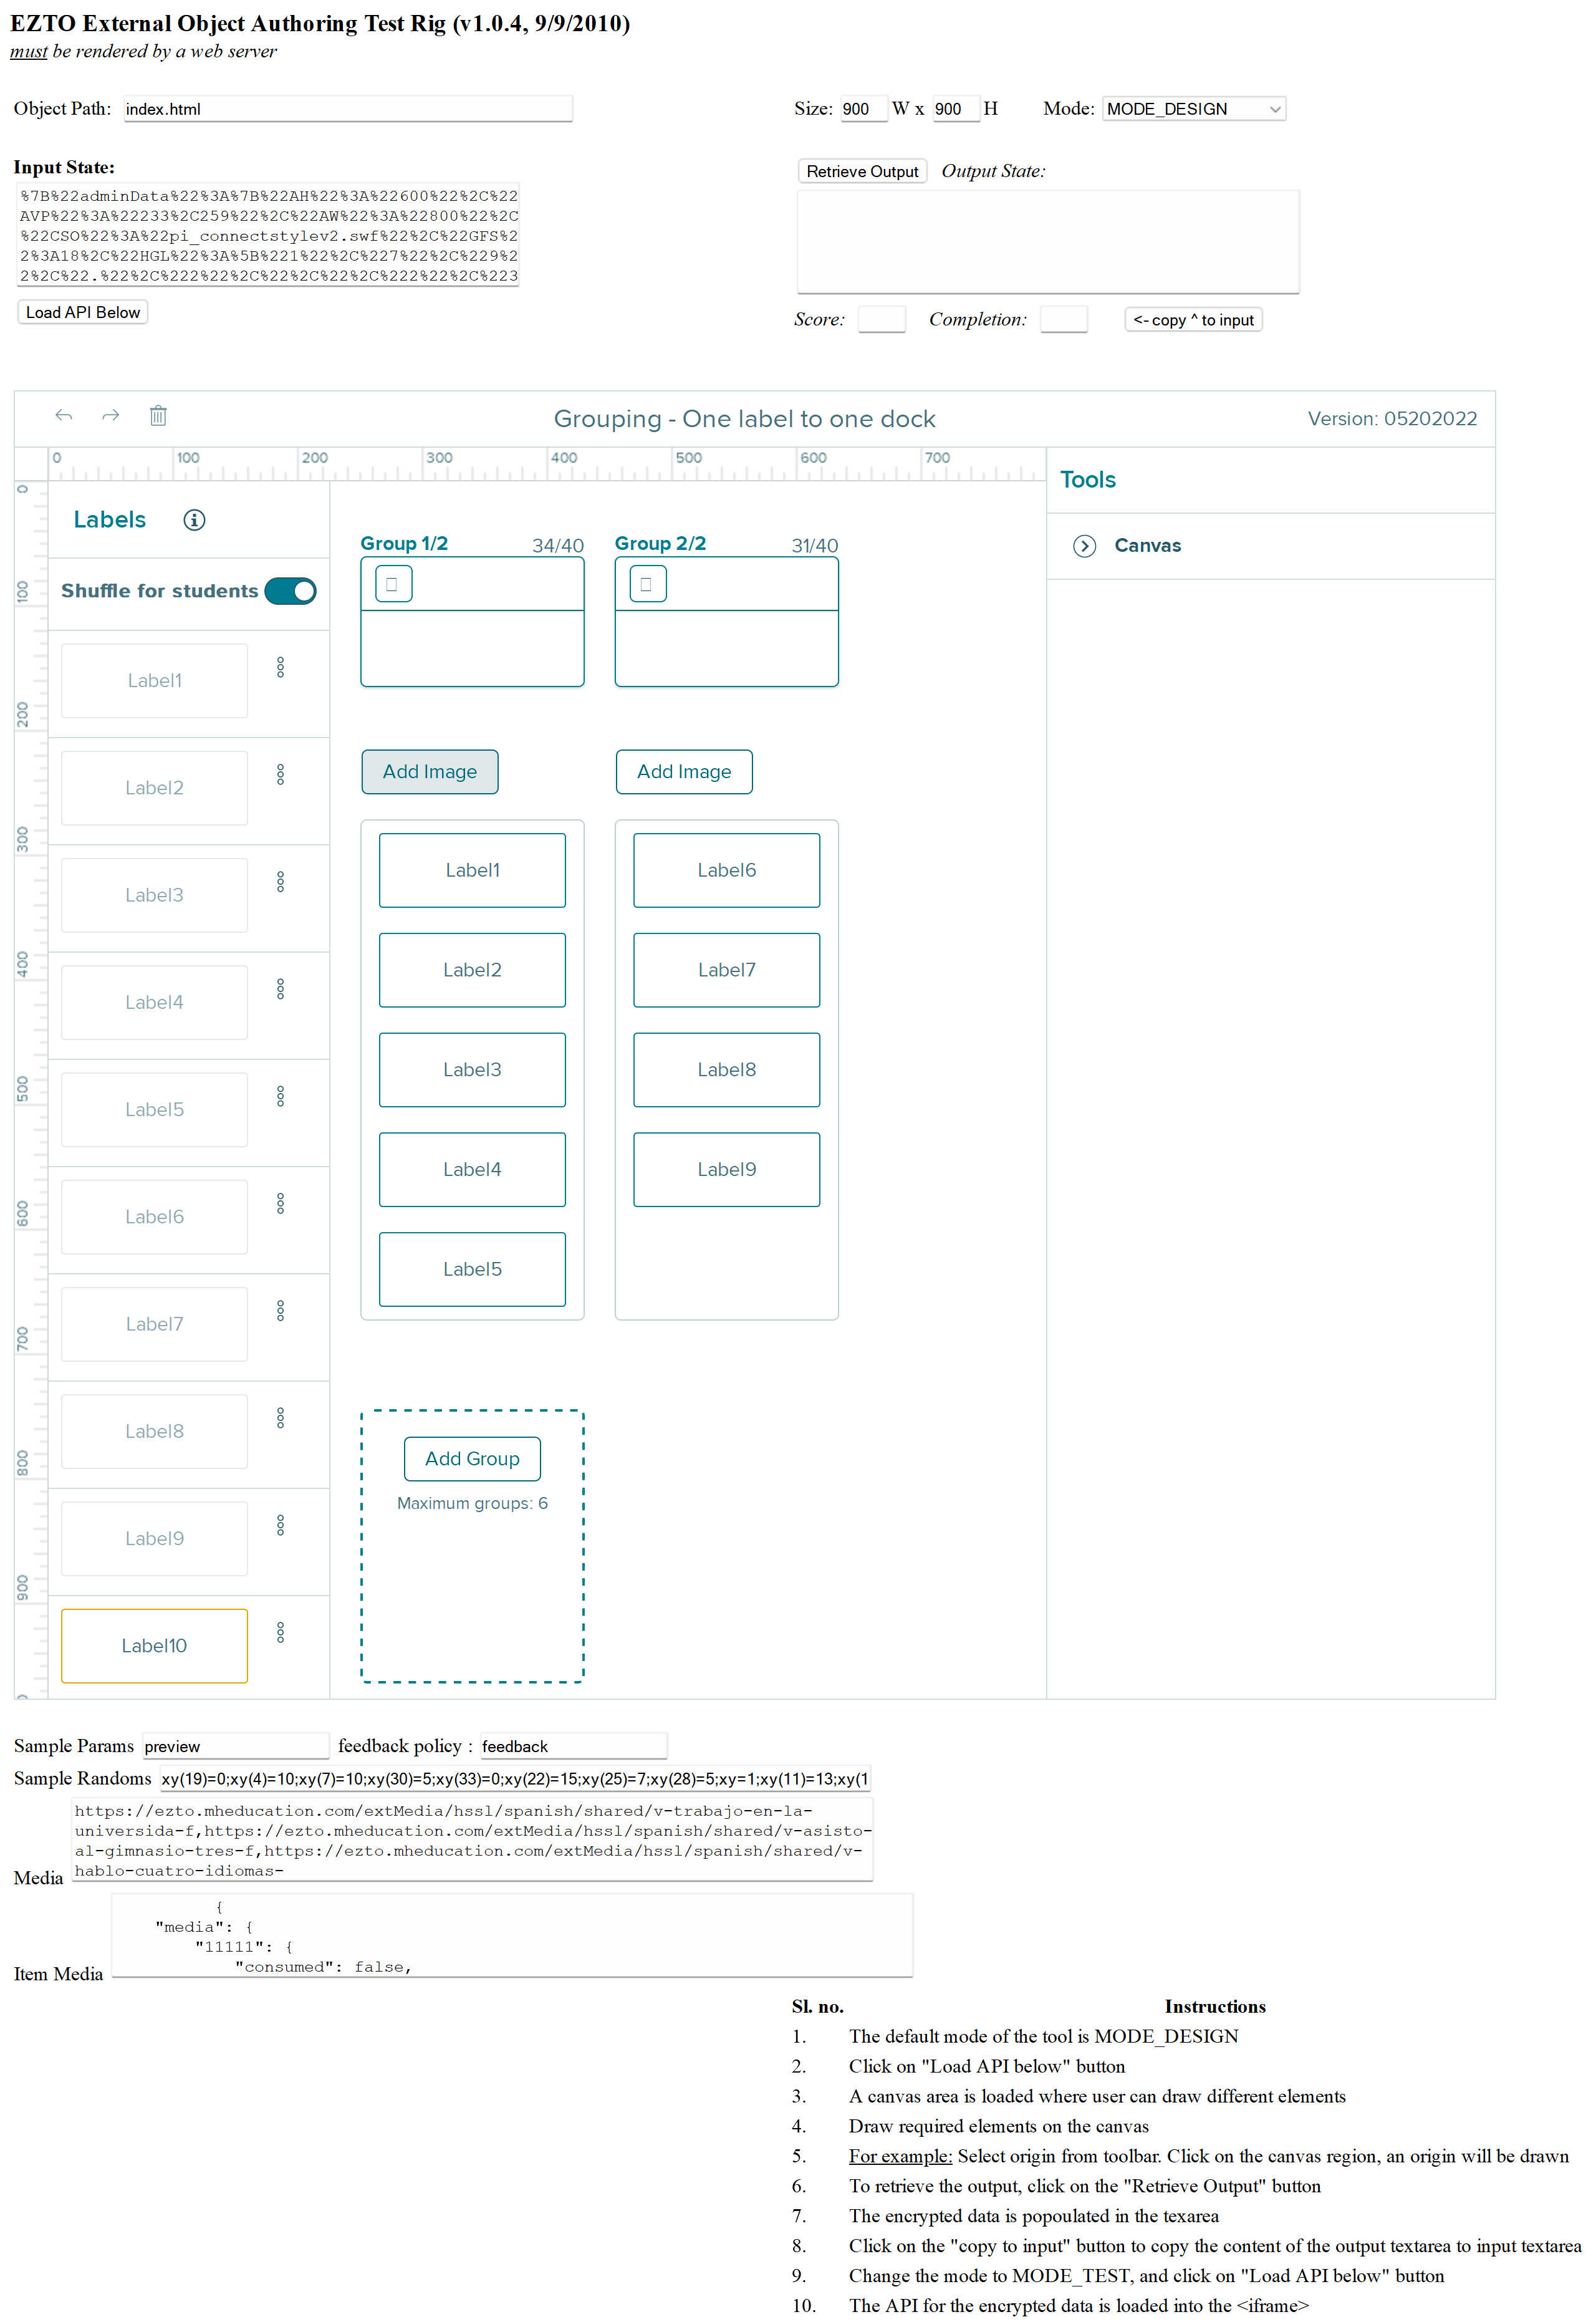 EZTO External Object Authoring Test Rig (v1.0.4, 9/9/2010)
must be rendered by a web server
Object Path: index.html
Size: 900 W x 900 H Mode: MODE_DESIGN
Input State:
%7B%22adminData%22%3A%7B%22AH%22%3A%22600%22%2C%22
AVP%22%3A%22233%2C259%22%2C%22AW%22%3A%22800%22%2C
%22CSO%22%3A%22pi_connectstylev2.swf%22%2C%22GFS%2
2%3A18%2C%22HGL%22%3A%5B%221%22%2C%227%22%2C%229%2
2%2C%22.%22%2C%222%22%2C%22%2C%22%2C%222%22%2C%223
Load API Below
Retrieve Output Output State:
Score: Completion: <- copy ^ to input
Grouping - One label to one dock
Version: 05202022
0 100 200 300 400 500 600 700
0
100
200
300
400
500
600
700
800
900
Labels
Shuffle for students
Label1
Label2
Label3
Label4
Label5
Label6
Label7
Label8
Label9
Label10
Group 1/2 34/40
Group 2/2 31/40
Add Image
Add Image
Label1
Label2
Label3
Label4
Label5
Label6
Label7
Label8
Label9
Add Group
Maximum groups: 6
Tools
Canvas
Sample Params preview feedback policy : feedback
Sample Randoms xy(19)=0;xy(4)=10;xy(7)=10;xy(30)=5;xy(33)=0;xy(22)=15;xy(25)=7;xy(28)=5;xy=1;xy(11)=13;xy(1
https://ezto.mheducation.com/extMedia/hssl/spanish/shared/v-trabajo-en-la-
universida-f,https://ezto.mheducation.com/extMedia/hssl/spanish/shared/v-asisto-
al-gimnasio-tres-f,https://ezto.mheducation.com/extMedia/hssl/spanish/shared/v-
hablo-cuatro-idiomas-
Media
{
"media": {
"11111": {
"consumed": false,
Item Media
Sl. no. Instructions
1. The default mode of the tool is MODE_DESIGN
2. Click on "Load API below" button
3. A canvas area is loaded where user can draw different elements
4. Draw required elements on the canvas
5. For example: Select origin from toolbar. Click on the canvas region, an origin will be drawn
6. To retrieve the output, click on the "Retrieve Output" button
7. The encrypted data is popoulated in the texarea
8. Click on the "copy to input" button to copy the content of the output textarea to input textarea
9. Change the mode to MODE_TEST, and click on "Load API below" button
10. The API for the encrypted data is loaded into the <iframe>